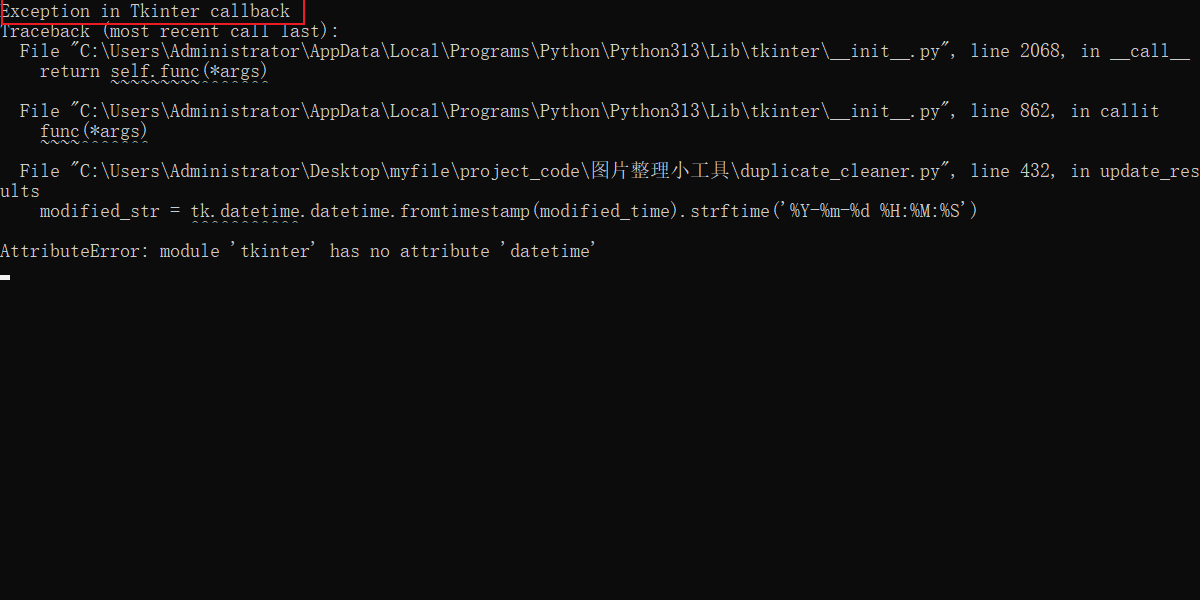 Exception in Tkinter callback
Traceback (most recent call last):
  File "C:\Users\Administrator\AppData\Local\Programs\Python\Python313\Lib\tkinter\__init__.py", line 2068, in __call__
    return self.func(*args)
           ~~~~~~~~~^^^^^^^
  File "C:\Users\Administrator\AppData\Local\Programs\Python\Python313\Lib\tkinter\__init__.py", line 862, in callit
    func(*args)
    ~~~~^^^^^^^
  File "C:\Users\Administrator\Desktop\myfile\project_code\图片整理小工具\duplicate_cleaner.py", line 432, in update_res
ults
    modified_str = tk.datetime.datetime.fromtimestamp(modified_time).strftime('%Y-%m-%d %H:%M:%S')
                   ^^^^^^^^^^^
AttributeError: module 'tkinter' has no attribute 'datetime'